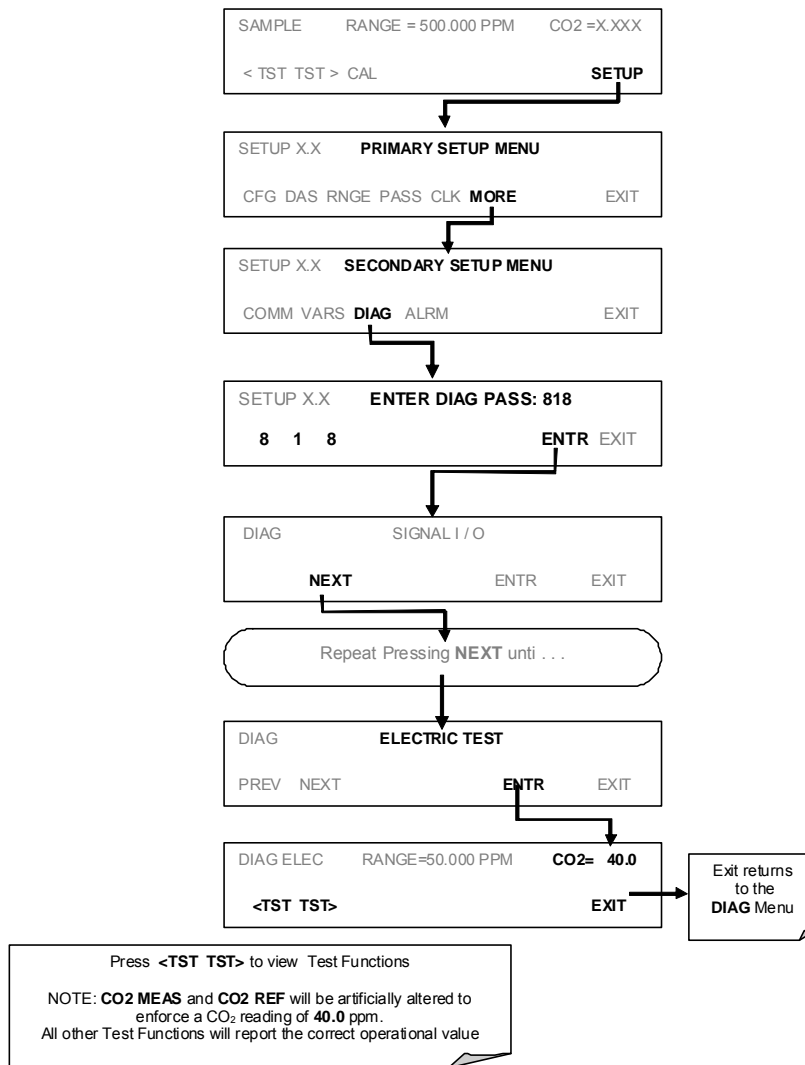 SAMPLE RANGE = 500.000 PPM CO2 =X.XXX
< TST TST > CAL SETUP
SETUP X.X PRIMARY SETUP MENU
CFG DAS RNGE PASS CLK MORE EXIT
SETUP X.X SECONDARY SETUP MENU
COMM VARS DIAG ALRM EXIT
SETUP X.X ENTER DIAG PASS: 818
8 1 8 ENTR EXIT
DIAG SIGNAL I / O
NEXT ENTR EXIT
Repeat Pressing NEXT unti . . .
DIAG ELECTRIC TEST
PREV NEXT ENTR EXIT
DIAG ELEC RANGE=50.000 PPM CO2= 40.0
<TST TST> EXIT
Exit returns
to the
DIAG Menu
Press <TST TST> to view Test Functions
NOTE: CO2 MEAS and CO2 REF will be artificially altered to
enforce a CO₂ reading of 40.0 ppm.
All other Test Functions will report the correct operational value